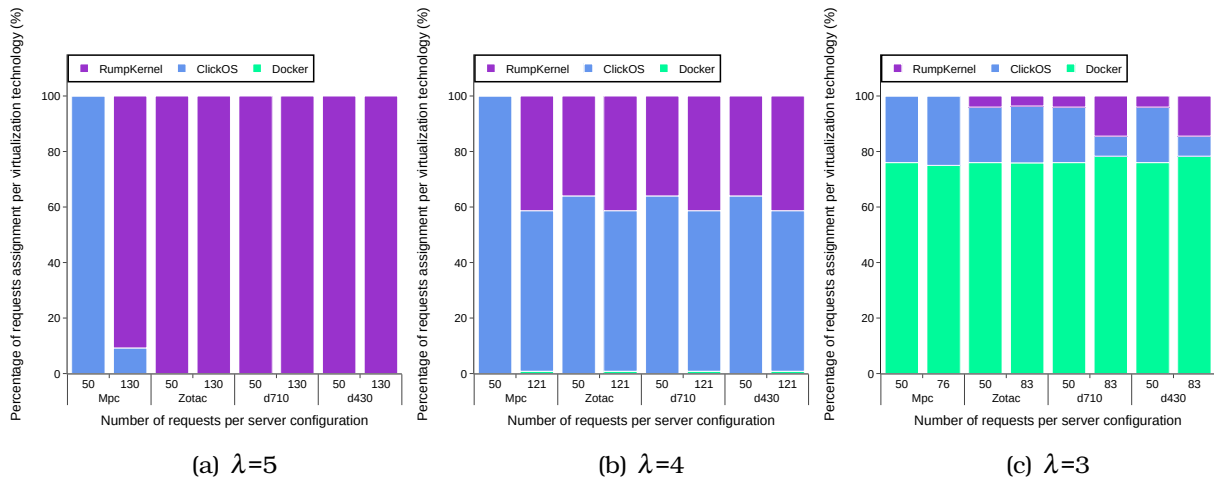 Percentage of requests assignment per virtualization technology (%)
RumpKernel ClickOS Docker
100
80
60
40
20
0
50 130 50 130 50 130 50 130
Mpc Zotac d710 d430
Number of requests per server configuration
(a) λ=5
Percentage of requests assignment per virtualization technology (%)
RumpKernel ClickOS Docker
100
80
60
40
20
0
50 121 50 121 50 121 50 121
Mpc Zotac d710 d430
Number of requests per server configuration
(b) λ=4
Percentage of requests assignment per virtualization technology (%)
RumpKernel ClickOS Docker
100
80
60
40
20
0
50 76 50 83 50 83 50 83
Mpc Zotac d710 d430
Number of requests per server configuration
(c) λ=3